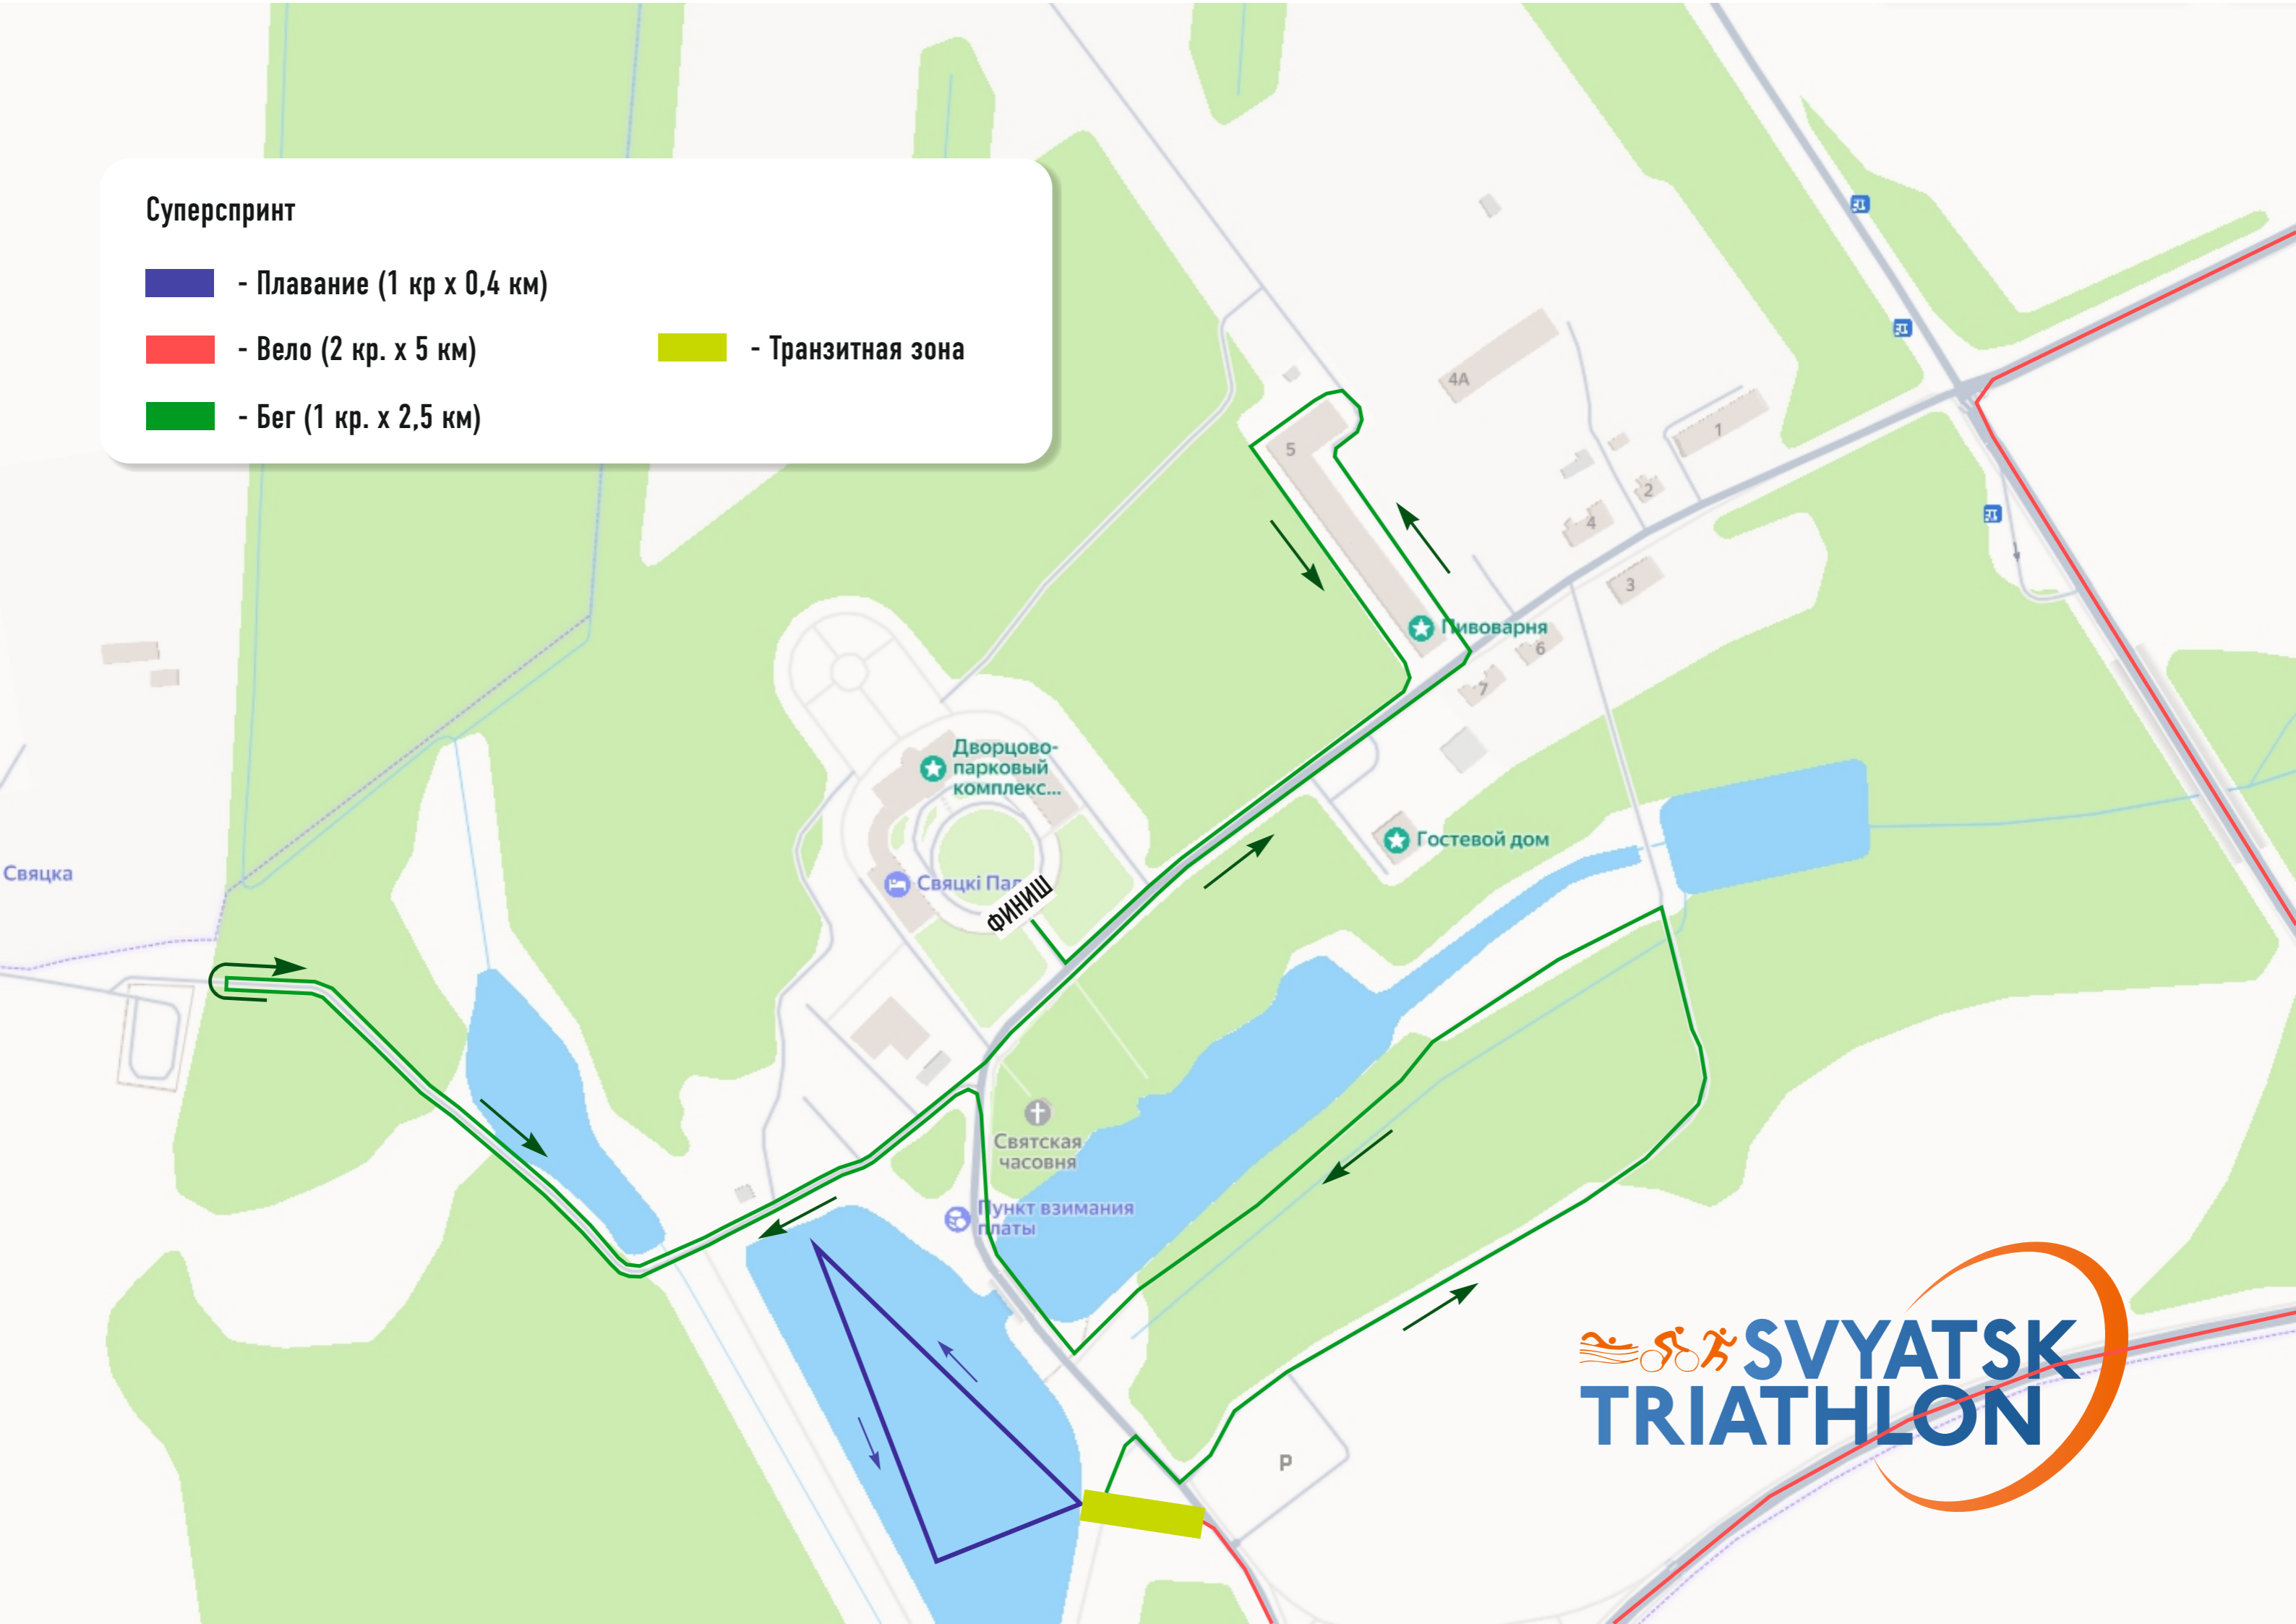 Суперспринт
- Плавание (1 кр х 0,4 км)
- Вело (2 кр. х 5 км)
- Транзитная зона
- Бег (1 кр. х 2,5 км)
4А
1
5
2
4
3
Пивоварня
6
7
Дворцово-
парковый
комплекс...
Гостевой дом
Свяцка
Свяцкі Пал
ФИНИШ
Святская
часовня
Пункт взимания
платы
P
SVYATSK
TRIATHLON